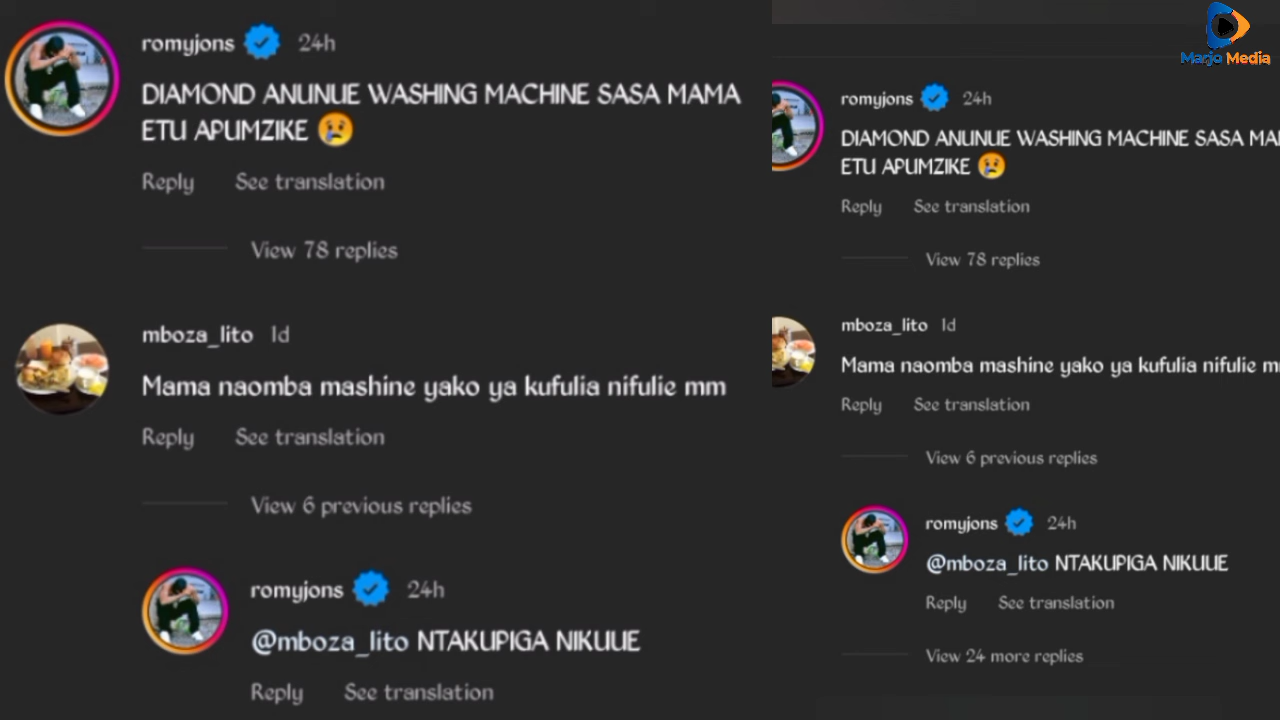 romyjons 24h
DIAMOND ANUNUE WASHING MACHINE SASA MAMA
ETU APUMZIKE 😢
Reply See translation
View 78 replies
mboza_lito 1d
Mama naomba mashine yako ya kufulia nifulie mm
Reply See translation
View 6 previous replies
romyjons 24h
@mboza_lito NTAKUPIGA NIKUUE
Reply See translation
Marjo Media
romyjons 24h
DIAMOND ANUNUE WASHING MACHINE SASA MA
ETU APUMZIKE 😢
Reply See translation
View 78 replies
mboza_lito 1d
Mama naomba mashine yako ya kufulia nifulie m
Reply See translation
View 6 previous replies
romyjons 24h
@mboza_lito NTAKUPIGA NIKUUE
Reply See translation
View 24 more replies